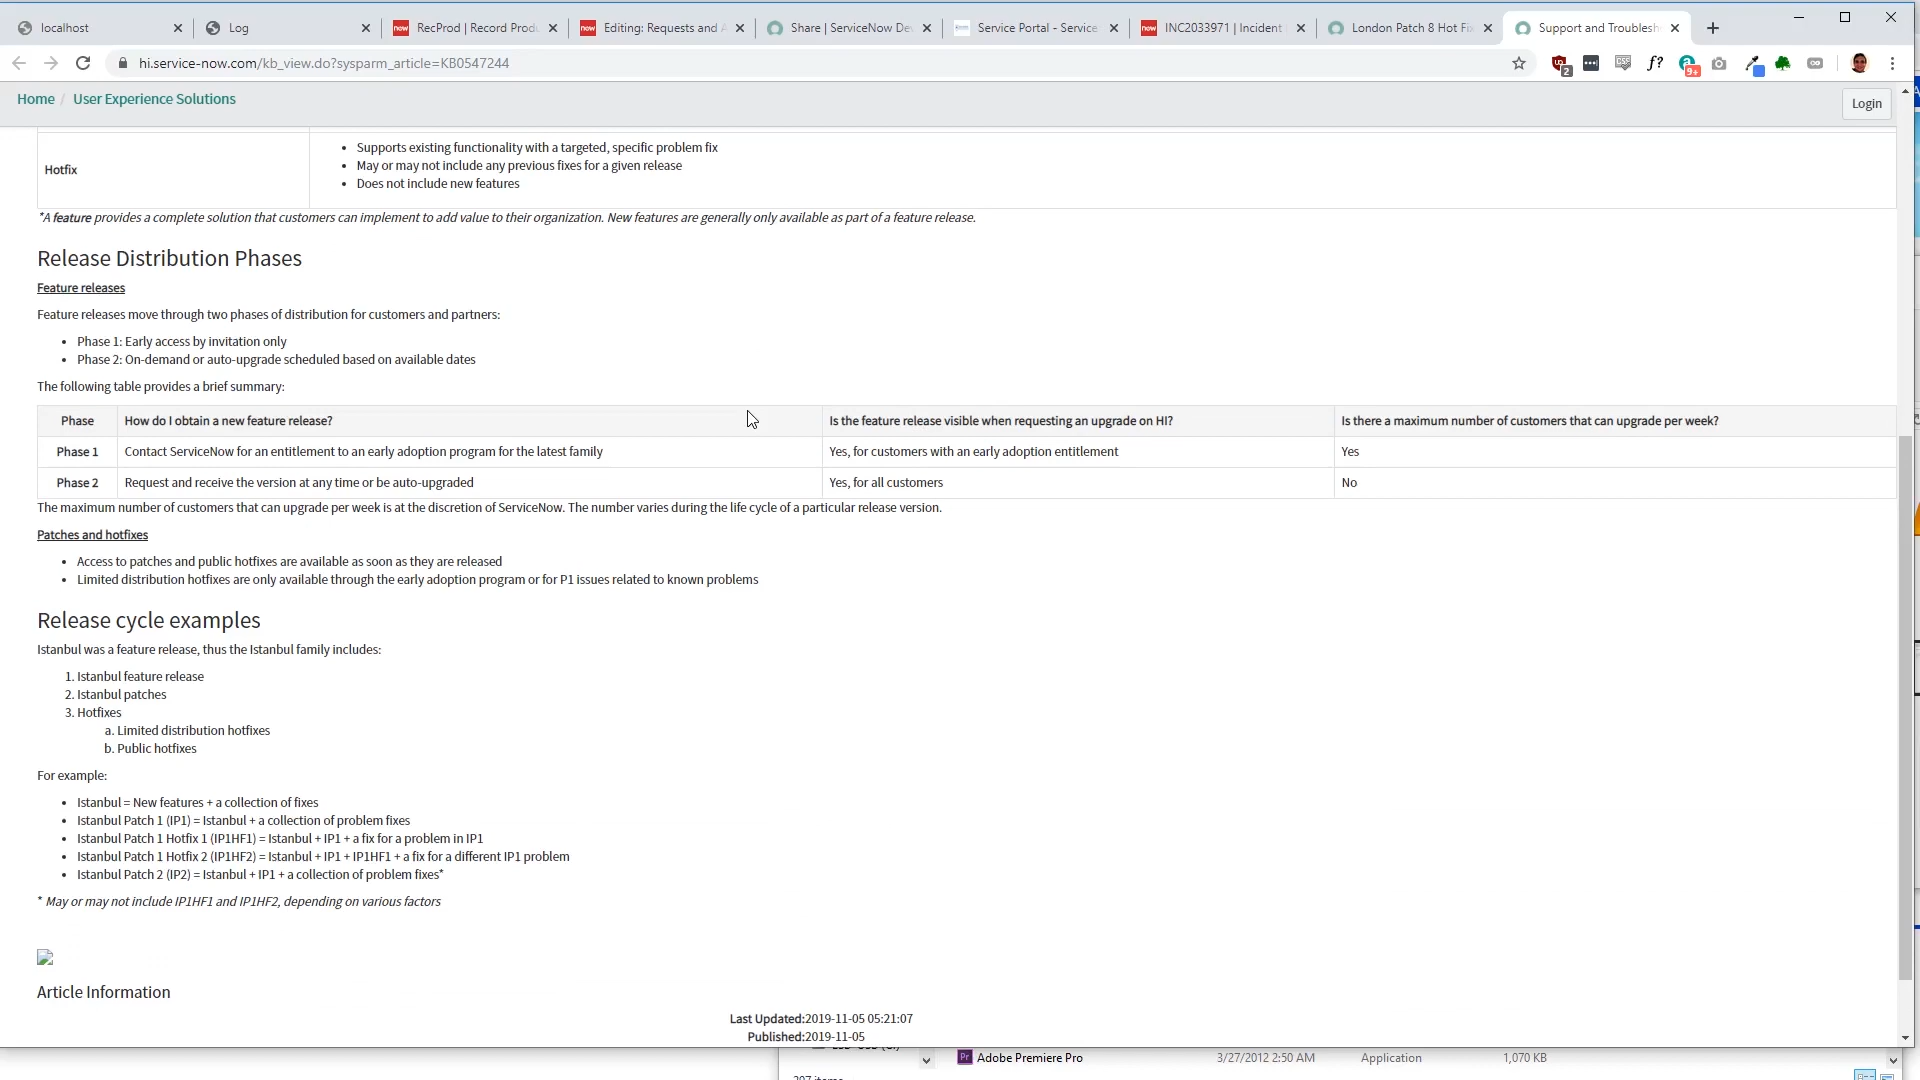 localhost
Log
RecProd | Record Produ
Editing: Requests and A
Share | ServiceNow Dev
Service Portal - Service
INC2033971 | Incident
London Patch 8 Hot Fix
Support and Troublesh
hi.service-now.com/kb_view.do?sysparm_article=KB0547244
2
CSS
f?
9+
Home / User Experience Solutions
Login
Hotfix
• Supports existing functionality with a targeted, specific problem fix
• May or may not include any previous fixes for a given release
• Does not include new features
*A feature provides a complete solution that customers can implement to add value to their organization. New features are generally only available as part of a feature release.
Release Distribution Phases
Feature releases
Feature releases move through two phases of distribution for customers and partners:
• Phase 1: Early access by invitation only
• Phase 2: On-demand or auto-upgrade scheduled based on available dates
The following table provides a brief summary:
Phase How do I obtain a new feature release? Is the feature release visible when requesting an upgrade on HI? Is there a maximum number of customers that can upgrade per week?
Phase 1 Contact ServiceNow for an entitlement to an early adoption program for the latest family Yes, for customers with an early adoption entitlement Yes
Phase 2 Request and receive the version at any time or be auto-upgraded Yes, for all customers No
The maximum number of customers that can upgrade per week is at the discretion of ServiceNow. The number varies during the life cycle of a particular release version.
Patches and hotfixes
• Access to patches and public hotfixes are available as soon as they are released
• Limited distribution hotfixes are only available through the early adoption program or for P1 issues related to known problems
Release cycle examples
Istanbul was a feature release, thus the Istanbul family includes:
1. Istanbul feature release
2. Istanbul patches
3. Hotfixes
a. Limited distribution hotfixes
b. Public hotfixes
For example:
• Istanbul = New features + a collection of fixes
• Istanbul Patch 1 (IP1) = Istanbul + a collection of problem fixes
• Istanbul Patch 1 Hotfix 1 (IP1HF1) = Istanbul + IP1 + a fix for a problem in IP1
• Istanbul Patch 1 Hotfix 2 (IP1HF2) = Istanbul + IP1 + IP1HF1 + a fix for a different IP1 problem
• Istanbul Patch 2 (IP2) = Istanbul + IP1 + a collection of problem fixes*
* May or may not include IP1HF1 and IP1HF2, depending on various factors
Article Information
Last Updated:2019-11-05 05:21:07
Published:2019-11-05
Adobe Premiere Pro 3/27/2012 2:50 AM Application 1,070 KB